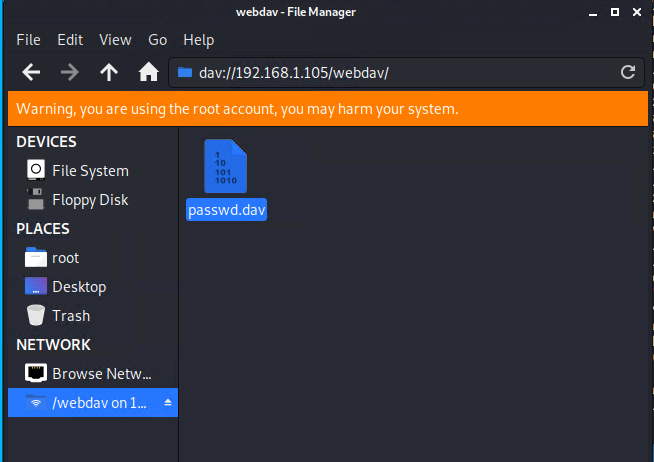 webdav - File Manager
File Edit View Go Help
dav://192.168.1.105/webdav/
Warning, you are using the root account, you may harm your system.
DEVICES
File System
Floppy Disk
PLACES
root
Desktop
Trash
NETWORK
Browse Netw...
/webdav on 1...
1
10
101
1010
passwd.dav